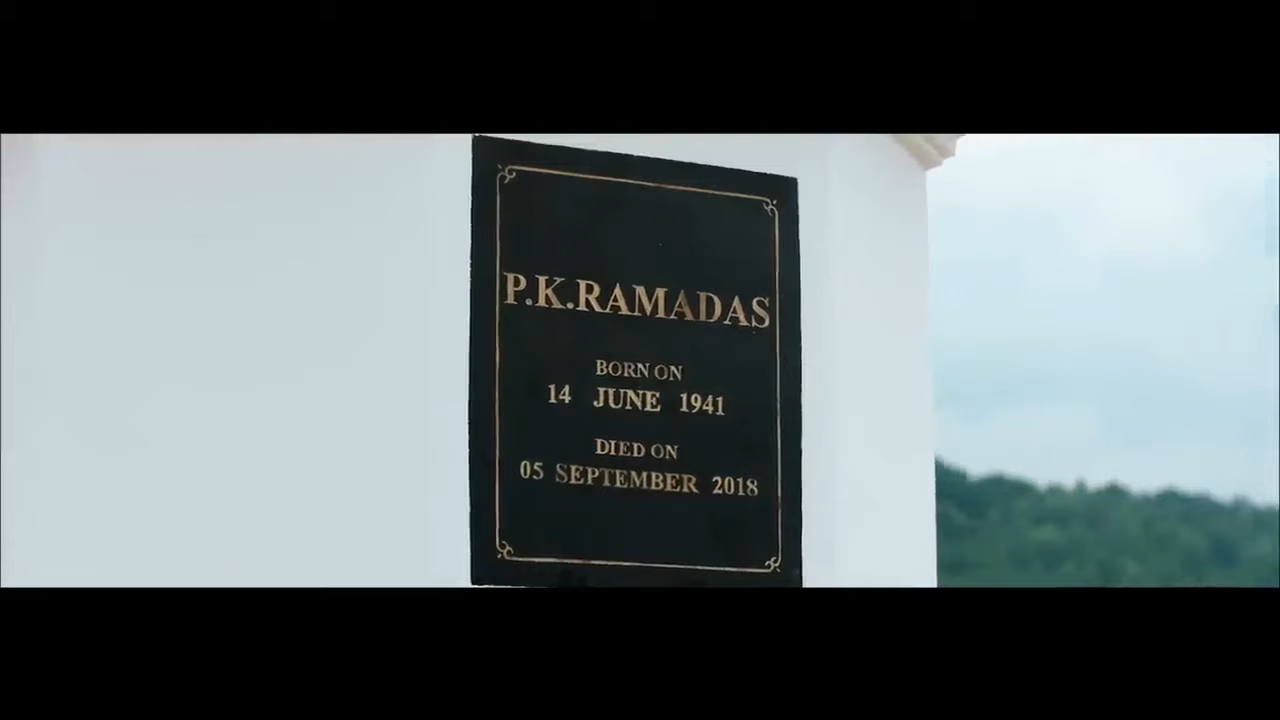 P.K.RAMADAS
BORN ON
14 JUNE 1941
DIED ON
05 SEPTEMBER 2018